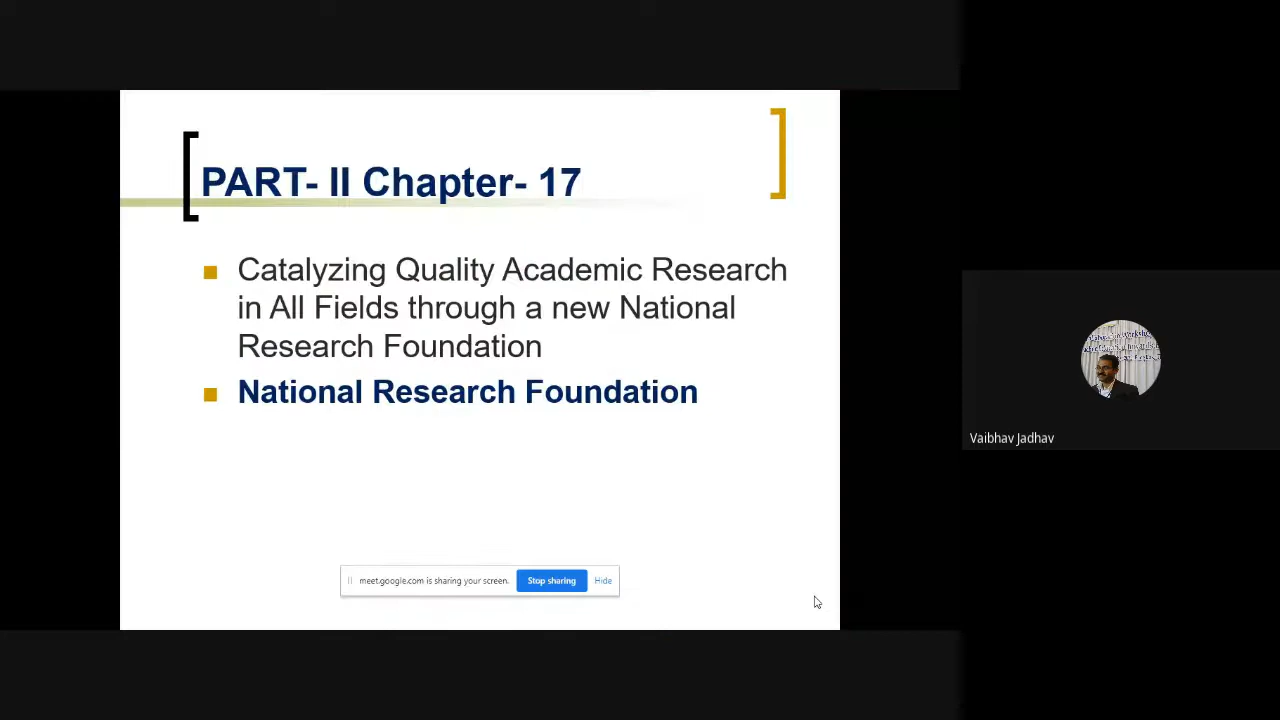 PART- II Chapter- 17
Catalyzing Quality Academic Research
in All Fields through a new National
Research Foundation
National Research Foundation
meet.google.com is sharing your screen.
Stop sharing
Hide
Vaibhav Jadhav